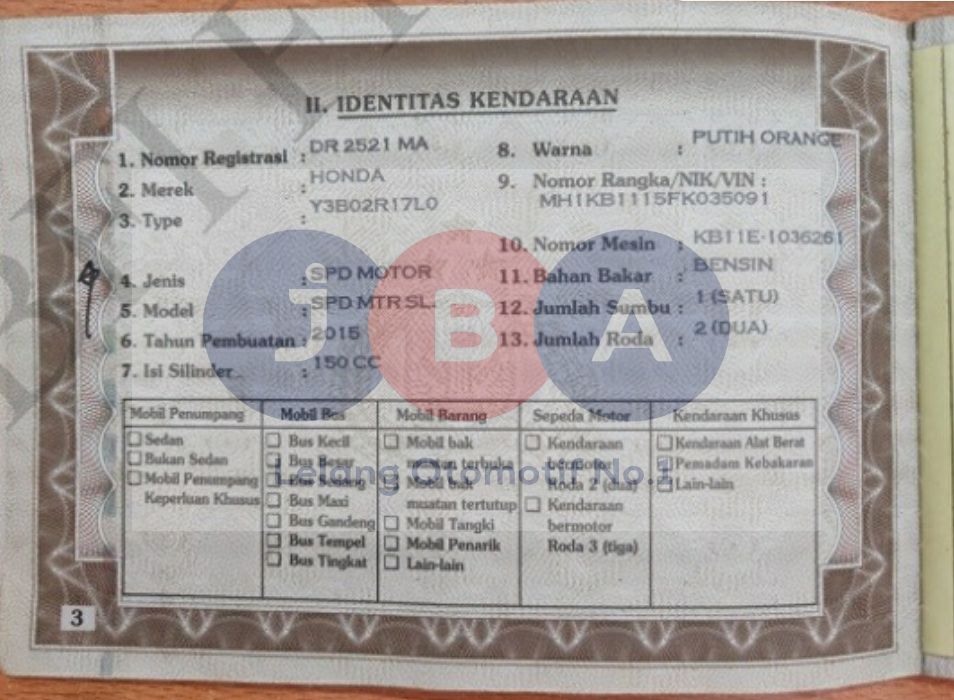 II. IDENTITAS KENDARAAN
1. Nomor Registrasi : DR 2521 MA
2. Merek : HONDA
3. Type : Y3B02R17L0
4. Jenis : SPD MOTOR
5. Model : SPD MTR SL.
6. Tahun Pembuatan : 2015
7. Isi Silinder : 150 CC
8. Warna : PUTIH ORANGE
9. Nomor Rangka/NIK/VIN :
MH1KB1115FK035091
10. Nomor Mesin : KB11E-1036261
11. Bahan Bakar : BENSIN
12. Jumlah Sumbu : 1 (SATU)
13. Jumlah Roda : 2 (DUA)
JBA
Lelang Otomotif No.1
Mobil Penumpang
Sedan
Bukan Sedan
Mobil Penumpang
Keperluan Khusus
Mobil Bus
Bus Kecil
Bus Besar
Bus Sedang
Bus Maxi
Bus Gandeng
Bus Tempel
Bus Tingkat
Mobil Barang
Mobil bak
muatan terbuka
Mobil bak
muatan tertutup
Mobil Tangki
Mobil Penarik
Lain-lain
Sepeda Motor
Kendaraan
bermotor
Roda 2 (dua)
Kendaraan
bermotor
Roda 3 (tiga)
Kendaraan Khusus
Kendaraan Alat Berat
Pemadam Kebakaran
Lain-lain
3